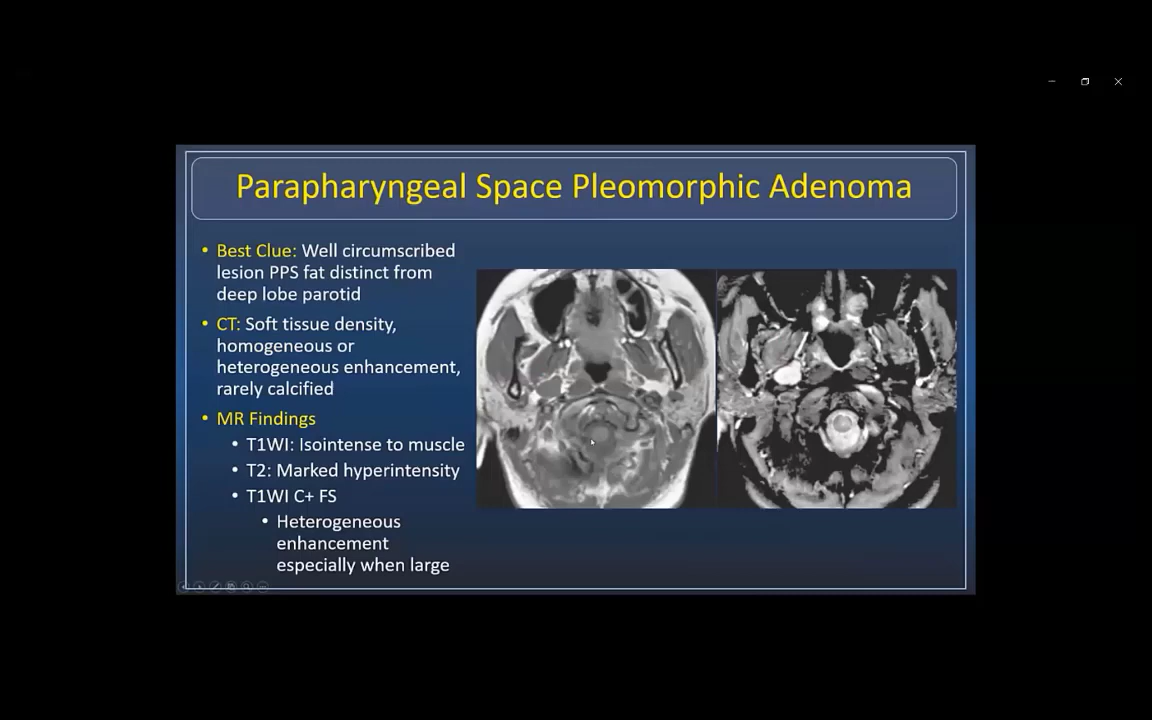 Parapharyngeal Space Pleomorphic Adenoma
• Best Clue: Well circumscribed
lesion PPS fat distinct from
deep lobe parotid
• CT: Soft tissue density,
homogeneous or
heterogeneous enhancement,
rarely calcified
• MR Findings
• T1WI: Isointense to muscle
• T2: Marked hyperintensity
• T1WI C+ FS
• Heterogeneous
enhancement
especially when large